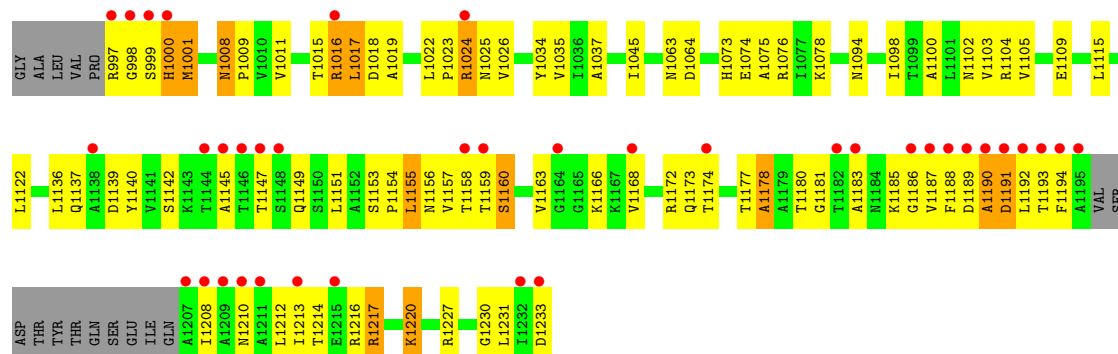 GLY ALA LEU VAL PRO R997 G998 S999 H1000 M1001 N1008 P1009 V1010 V1011 T1015 R1016 L1017 D1018 A1019 L1022 P1023 R1024 N1025 V1026 Y1034 V1035 I1036 A1037 I1045 N1063 D1064 H1073 E1074 A1075 R1076 I1077 K1078 N1094 I1098 T1099 A1100 L1101 N1102 V1103 R1104 V1105 E1109 L1115
L1122 L1136 Q1137 A1138 D1139 Y1140 V1141 S1142 K1143 T1144 A1145 T1146 T1147 S1148 Q1149 S1150 L1151 A1152 S1153 P1154 L1155 N1156 V1157 T1158 T1159 S1160 V1163 G1164 G1165 K1166 K1167 V1168 R1172 Q1173 T1174 T1177 A1178 A1179 T1180 G1181 T1182 A1183 N1184 K1185 G1186 V1187 F1188 D1189 A1190 D1191 L1192 T1193 F1194 A1195 VAL SER
ASP THR TYR THR GLN SER GLU ILE GLN A1207 I1208 A1209 N1210 A1211 L1212 I1213 T1214 E1215 R1216 R1217 K1220 R1227 G1230 L1231 I1232 D1233